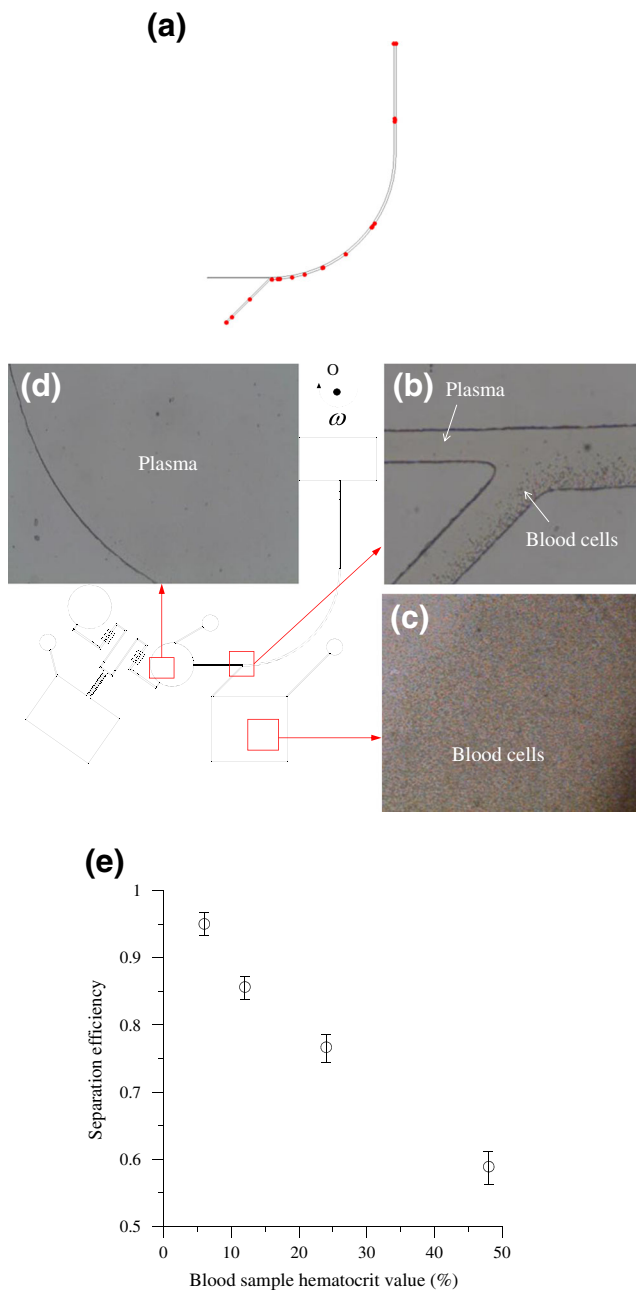 (a)
(d)
Plasma
O
ω
(b)
Plasma
Blood cells
(c)
Blood cells
(e)
1
0.9
0.8
0.7
0.6
0.5
Separation efficiency
0 10 20 30 40 50
Blood sample hematocrit value (%)